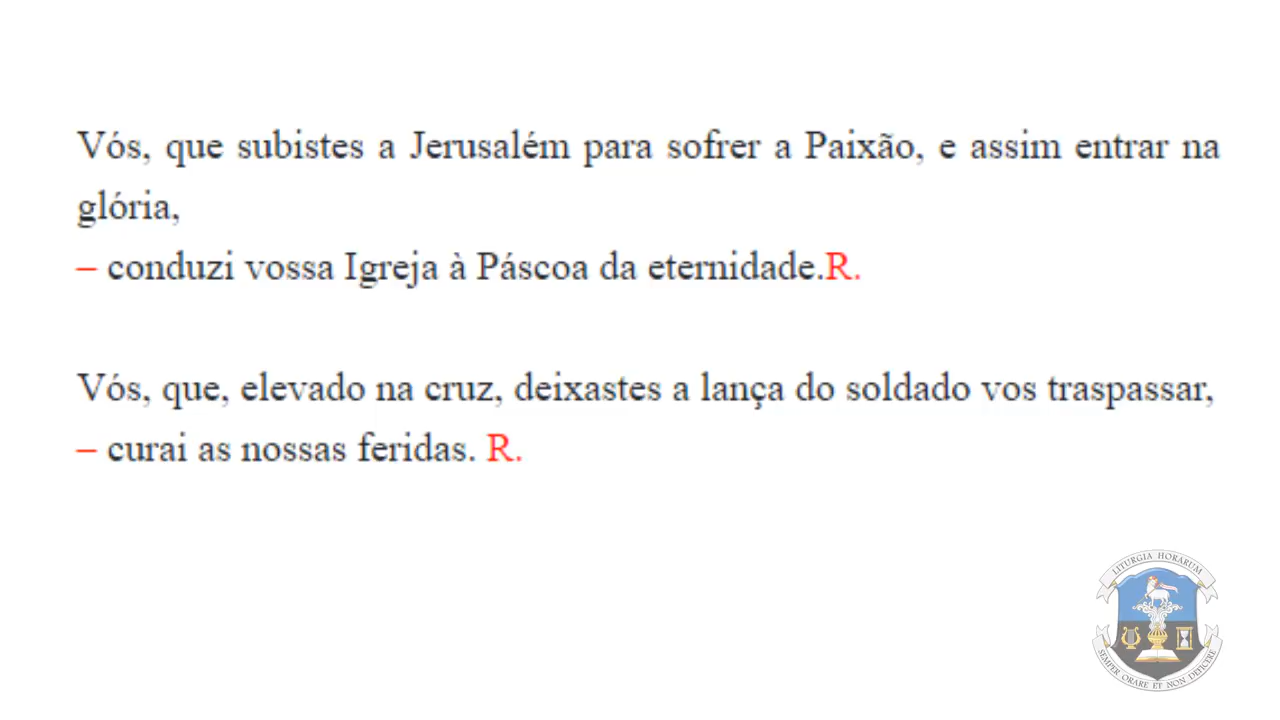 Vós, que subistes a Jerusalém para sofrer a Paixão, e assim entrar na
glória,
– conduzi vossa Igreja à Páscoa da eternidade.R.
Vós, que, elevado na cruz, deixastes a lança do soldado vos traspassar,
– curai as nossas feridas. R.
LITURGIA HORARUM
SEMPER ORARE ET NON DEFICERE